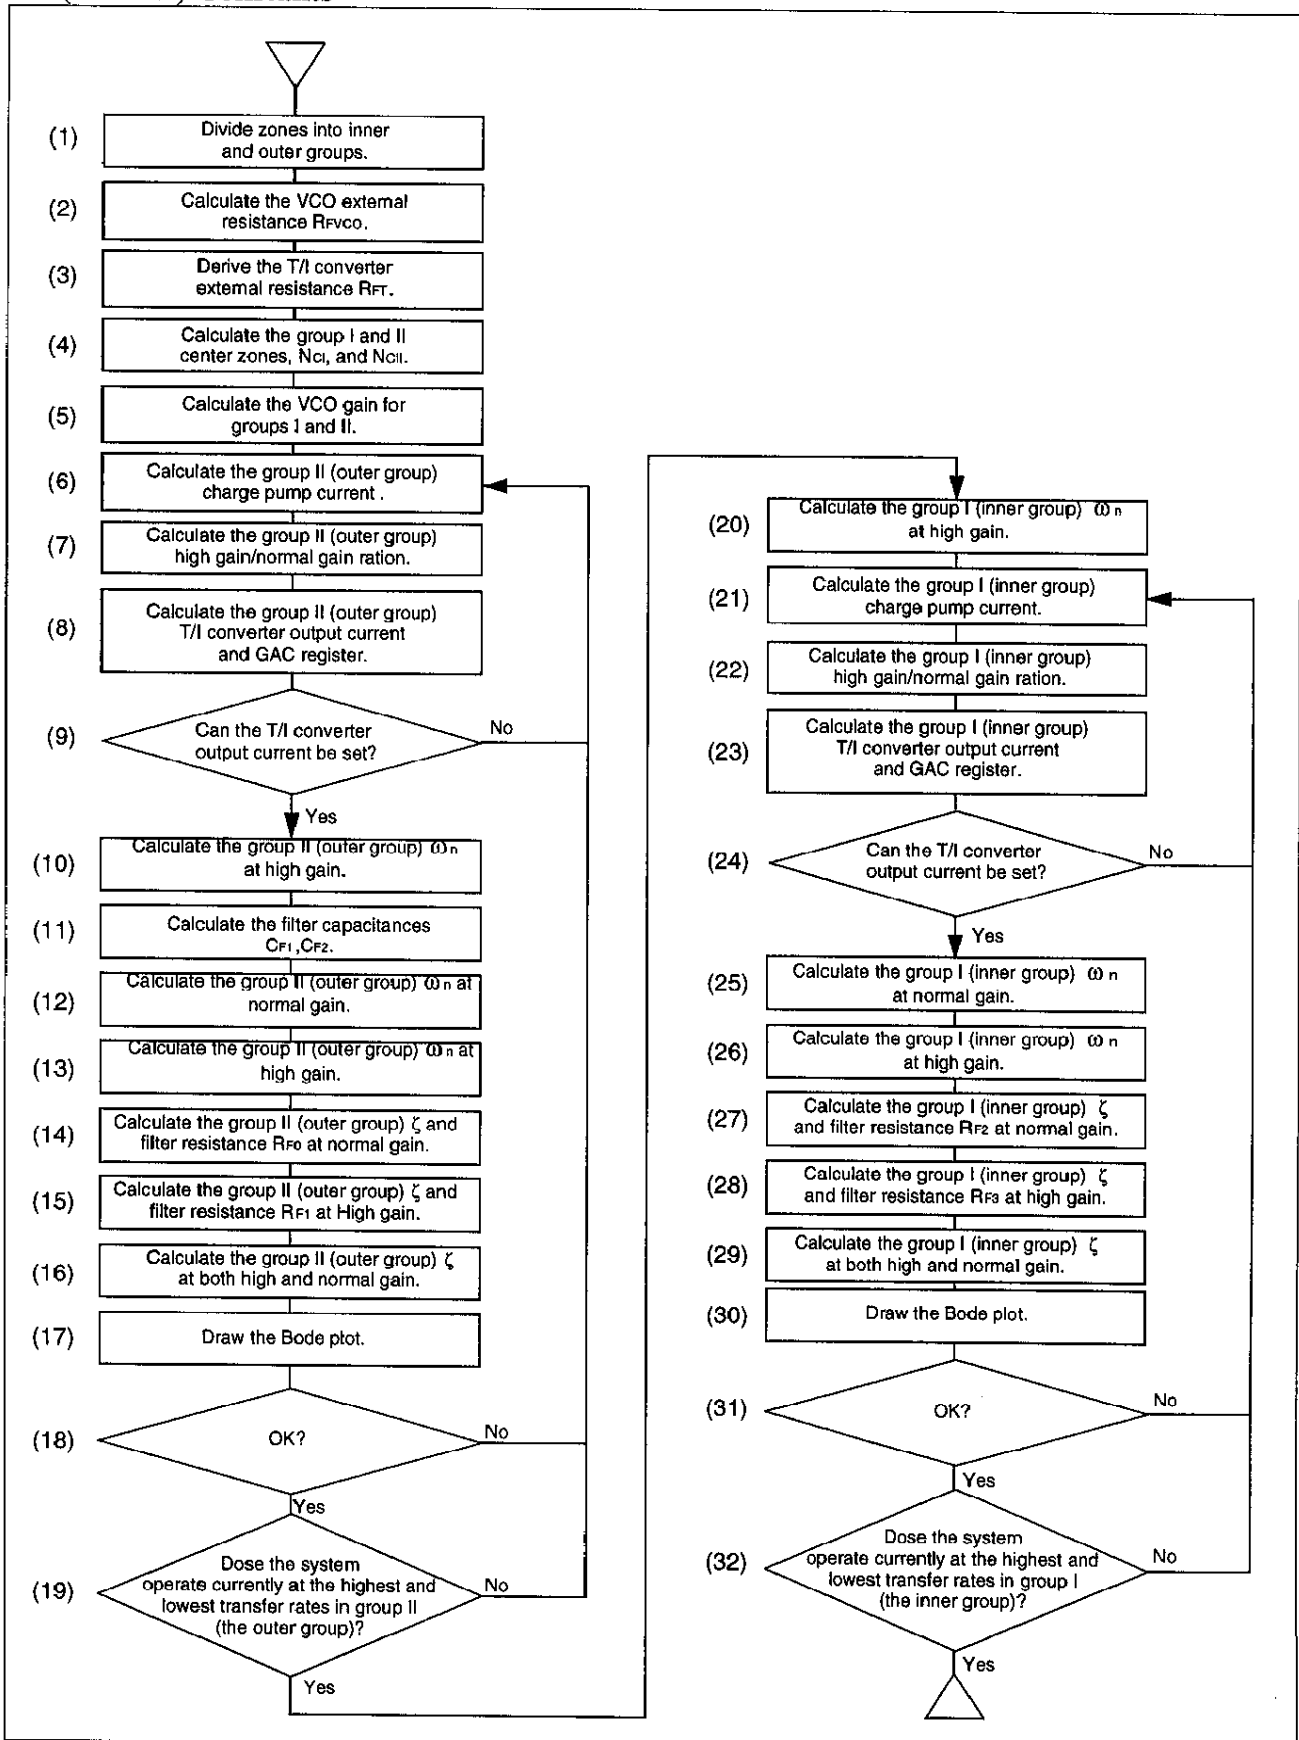 (1)
Divide zones into inner
and outer groups.
(2)
Calculate the VCO external
resistance RFVCO.
(3)
Derive the T/I converter
external resistance RFT.
(4)
Calculate the group I and II
center zones, NCI, and NCII.
(5)
Calculate the VCO gain for
groups I and II.
(6)
Calculate the group II (outer group)
charge pump current .
(7)
Calculate the group II (outer group)
high gain/normal gain ration.
(8)
Calculate the group II (outer group)
T/I converter output current
and GAC register.
(9)
Can the T/I converter
output current be set?
No
Yes
(10)
Calculate the group II (outer group) ωn
at high gain.
(11)
Calculate the filter capacitances
CF1,CF2.
(12)
Calculate the group II (outer group) ωn at
normal gain.
(13)
Calculate the group II (outer group) ωn at
high gain.
(14)
Calculate the group II (outer group) ζ and
filter resistance RF0 at normal gain.
(15)
Calculate the group II (outer group) ζ and
filter resistance RF1 at High gain.
(16)
Calculate the group II (outer group) ζ
at both high and normal gain.
(17)
Draw the Bode plot.
(18)
OK?
No
Yes
(19)
Dose the system
operate currently at the highest and
lowest transfer rates in group II
(the outer group)?
No
Yes
(20)
Calculate the group I (inner group) ωn
at high gain.
(21)
Calculate the group I (inner group)
charge pump current.
(22)
Calculate the group I (inner group)
high gain/normal gain ration.
(23)
Calculate the group I (inner group)
T/I converter output current
and GAC register.
(24)
Can the T/I converter
output current be set?
No
Yes
(25)
Calculate the group I (inner group) ωn
at normal gain.
(26)
Calculate the group I (inner group) ωn
at high gain.
(27)
Calculate the group I (inner group) ζ
and filter resistance RF2 at normal gain.
(28)
Calculate the group I (inner group) ζ
and filter resistance RF3 at high gain.
(29)
Calculate the group I (inner group) ζ
at both high and normal gain.
(30)
Draw the Bode plot.
(31)
OK?
No
Yes
(32)
Dose the system
operate currently at the highest and
lowest transfer rates in group I
(the inner group)?
No
Yes